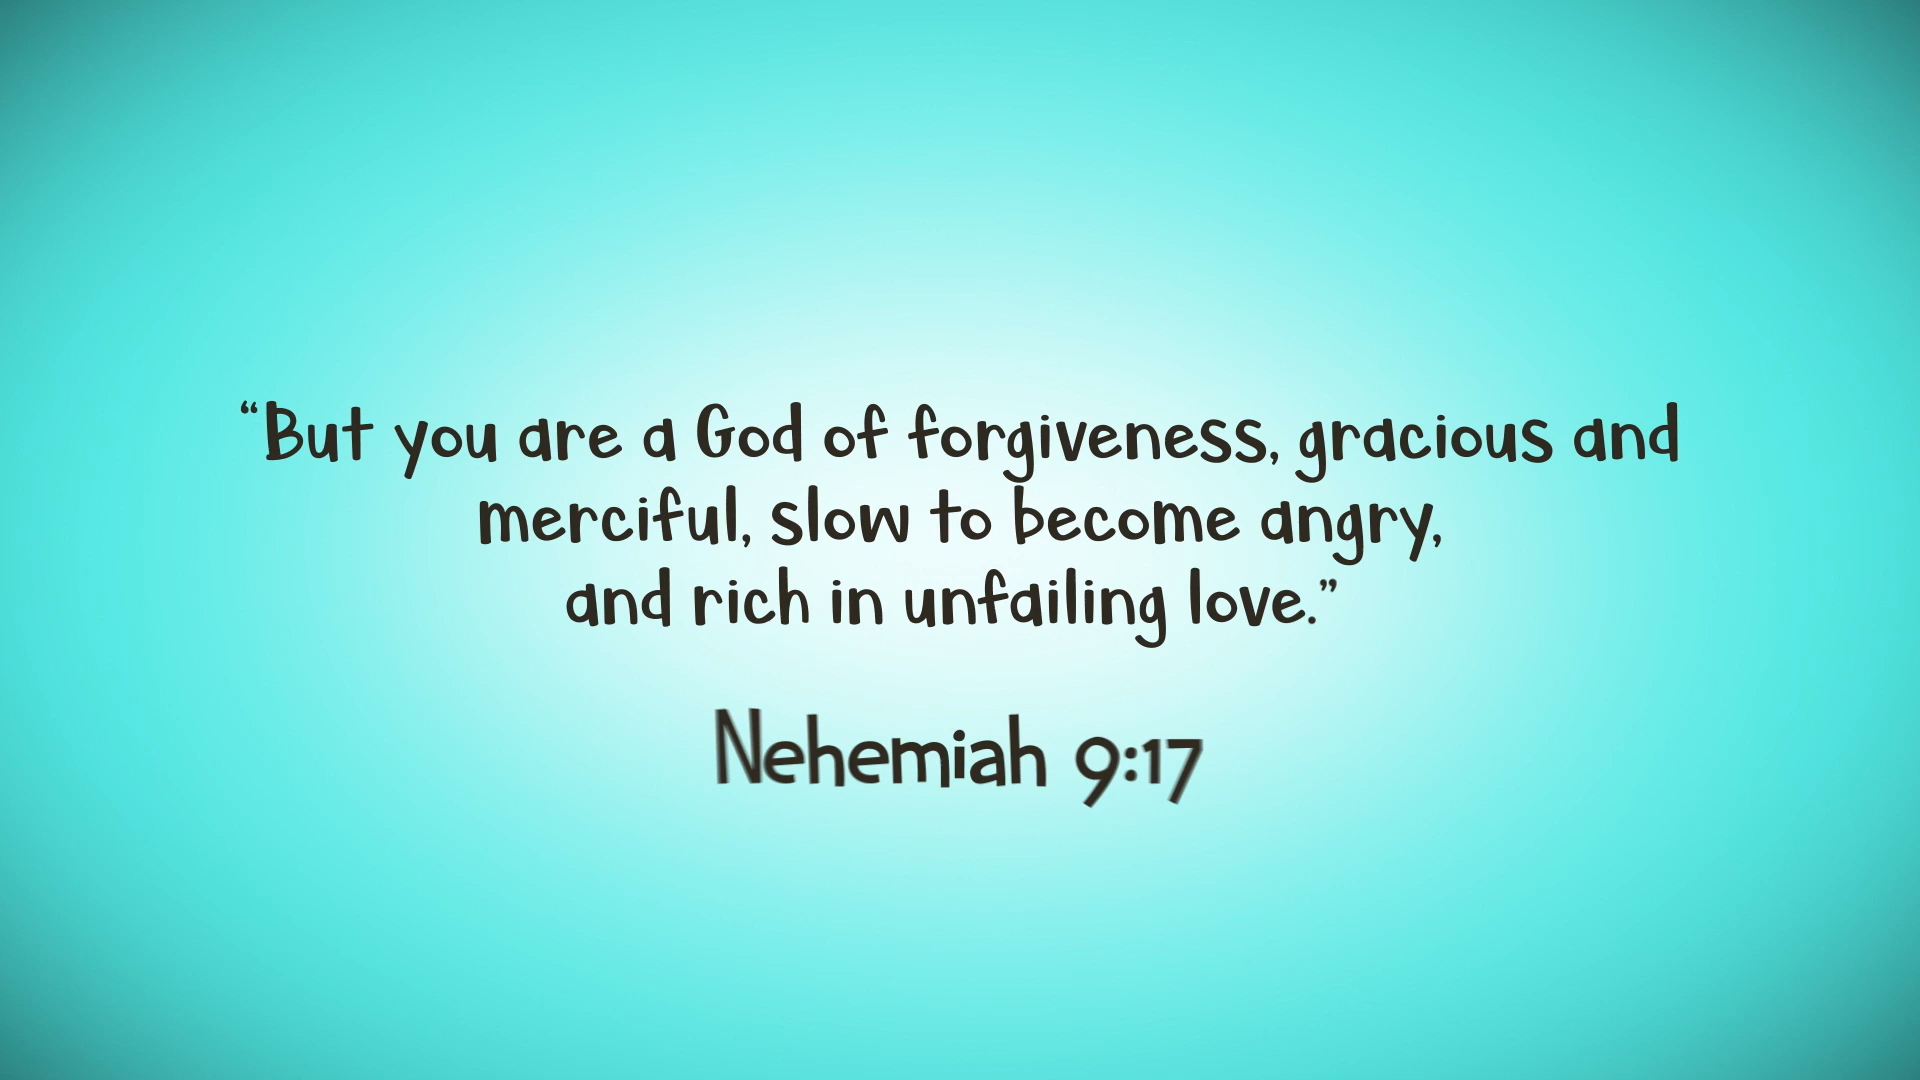 “But you are a God of forgiveness, gracious and
merciful, slow to become angry,
and rich in unfailing love.”
Nehemiah 9:17